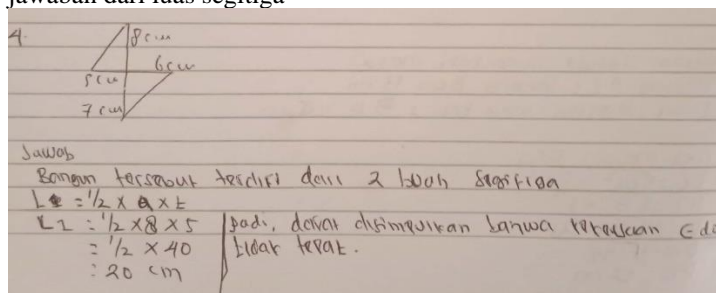 jawaban dari luas segitiga
4.
8 cm
6 cm
5 cm
7 cm
Jawab
Bangun tersebut terdiri dari 2 buah segitiga
L = 1/2 x a x t
L1 = 1/2 x 8 x 5
= 1/2 x 40
= 20 cm
Jadi, dapat disimpulkan bahwa
tidak tepat.